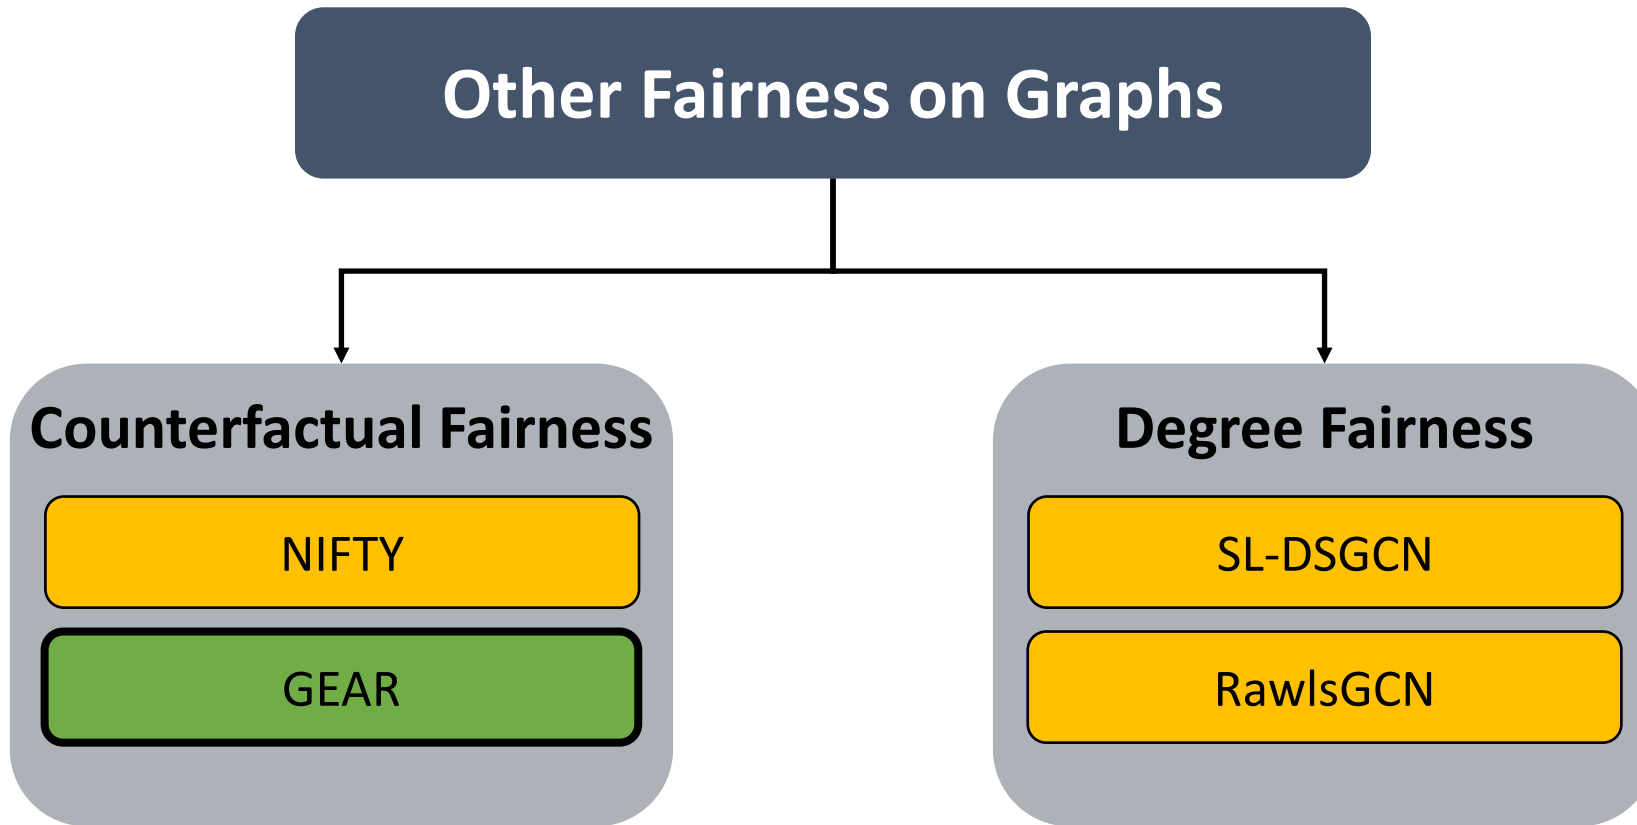 Other Fairness on Graphs
Counterfactual Fairness
NIFTY
GEAR
Degree Fairness
SL-DSGCN
RawlsGCN